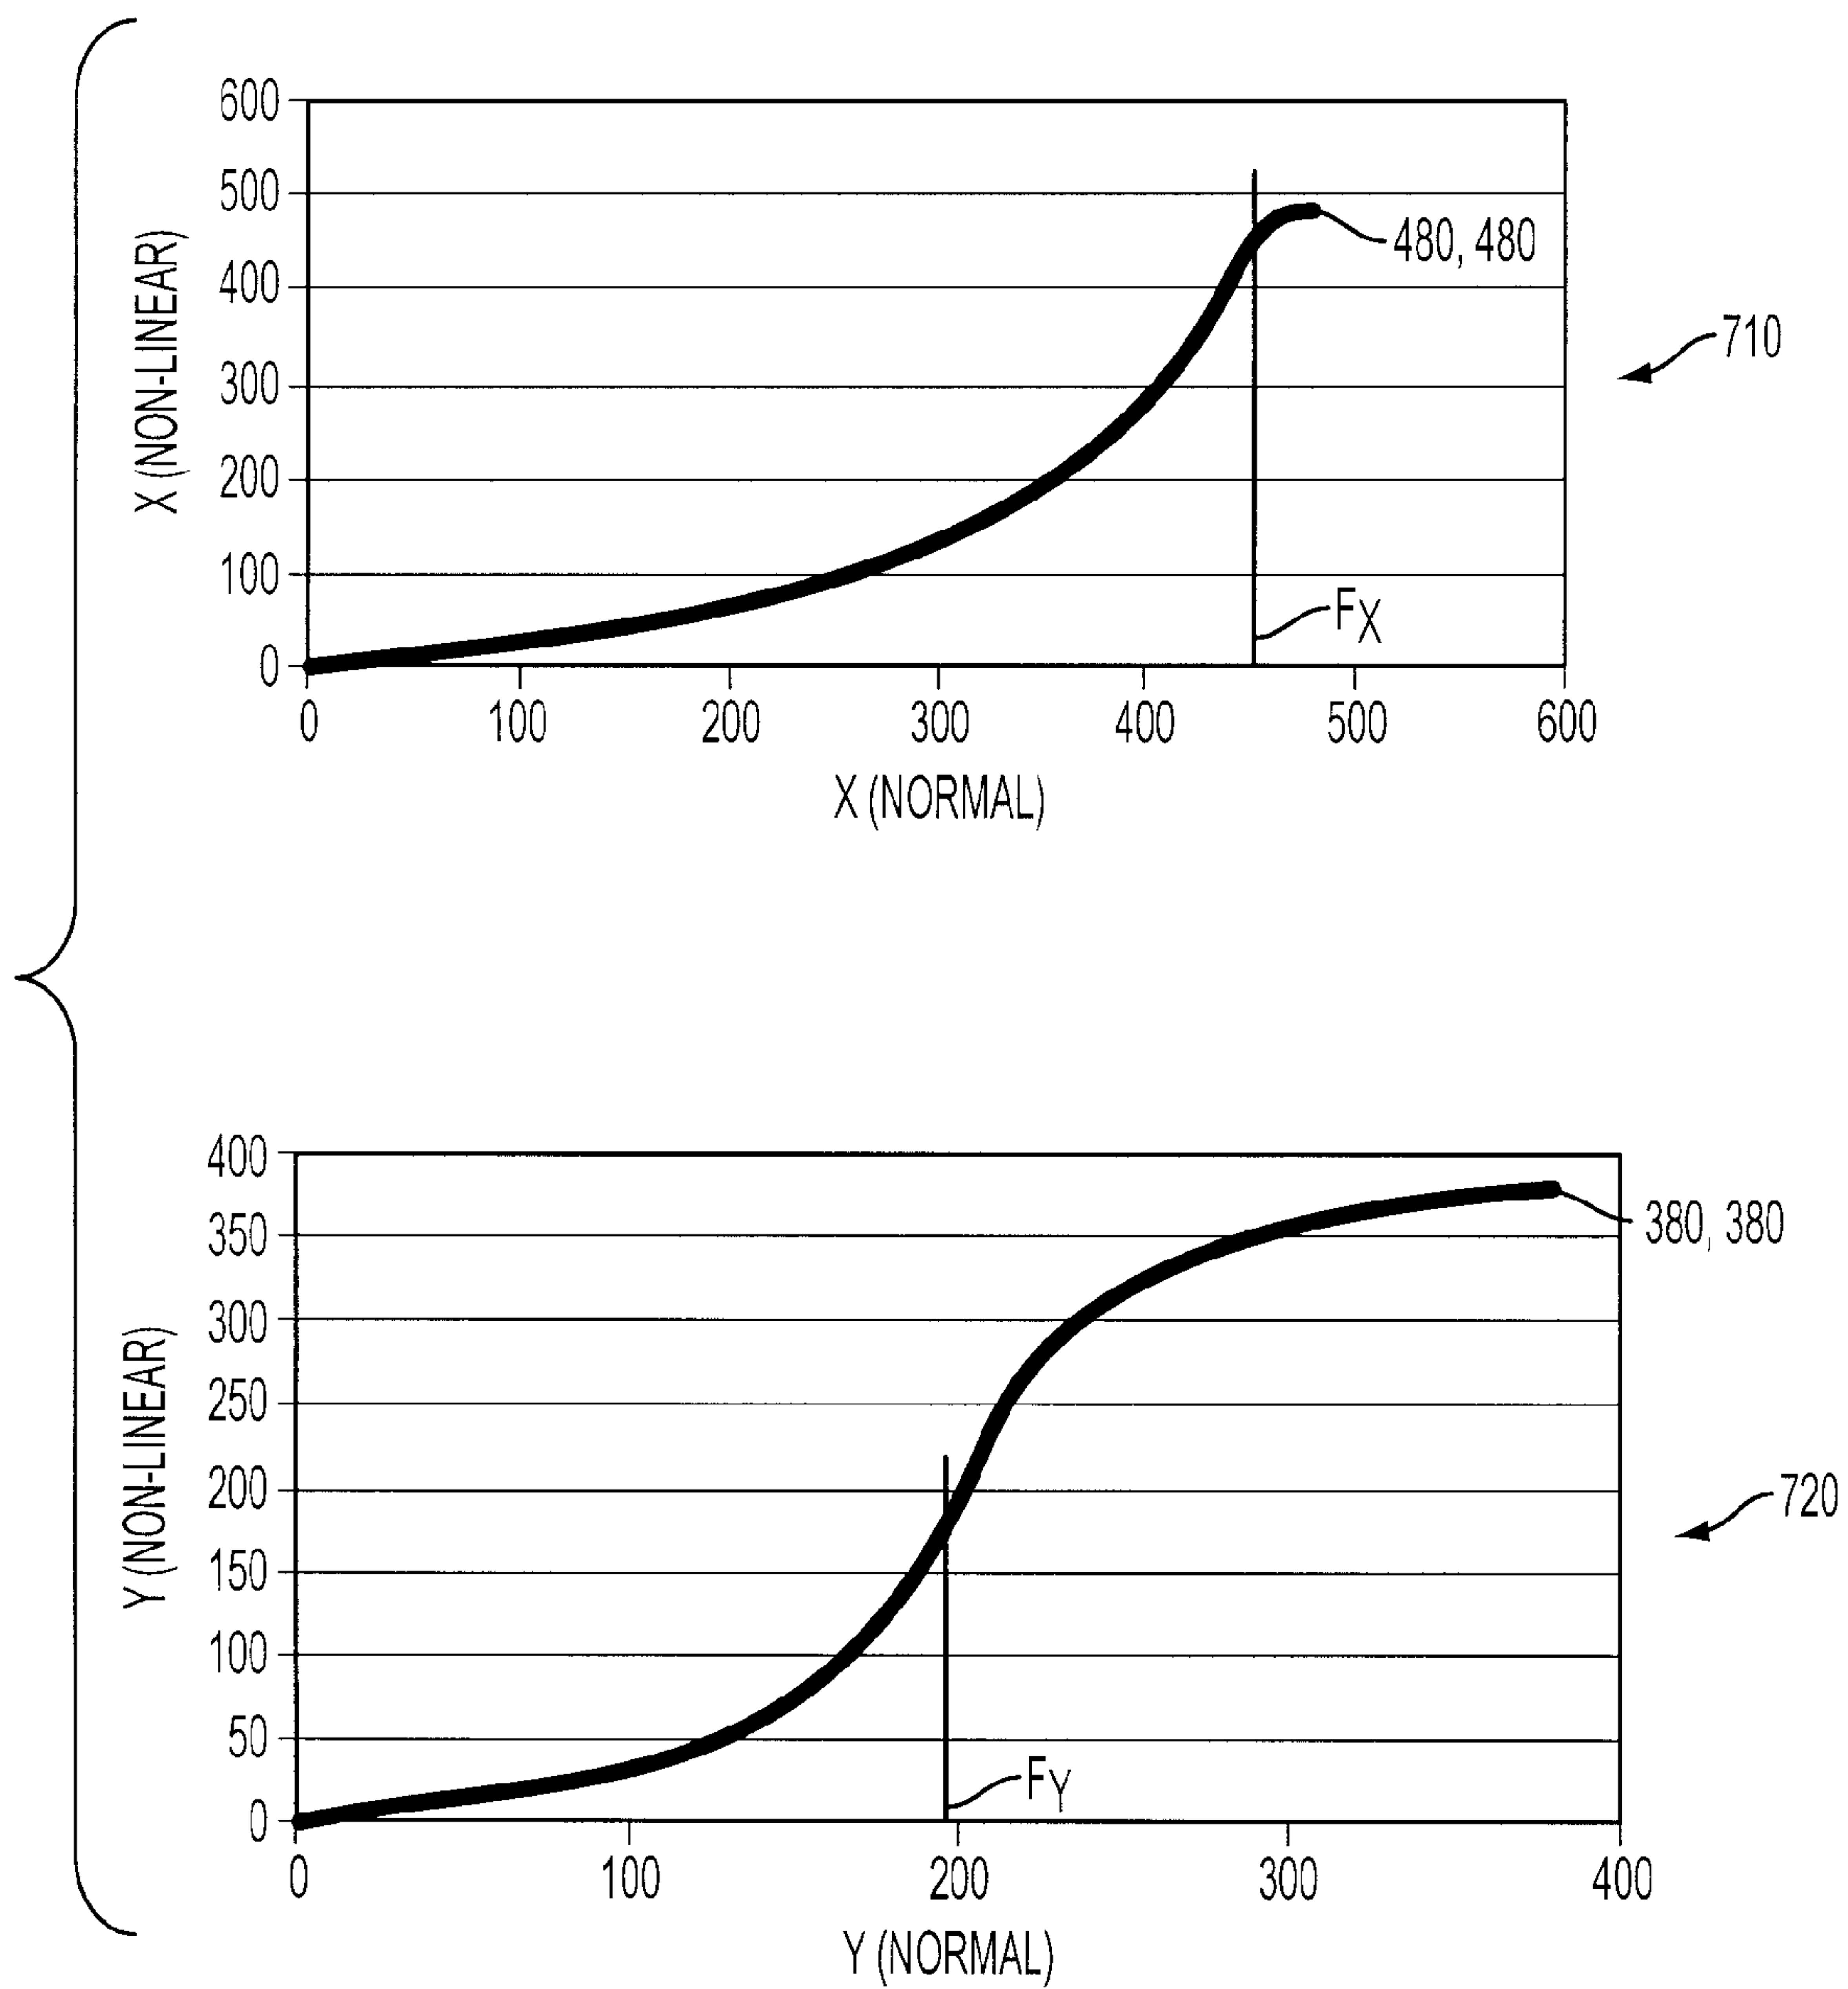 600
500
400
300
200
100
0
X (NON-LINEAR)
0 100 200 300 400 500 600
X (NORMAL)
480, 480
FX
710
400
350
300
250
200
150
100
50
0
Y (NON-LINEAR)
0 100 200 300 400
Y (NORMAL)
380, 380
FY
720